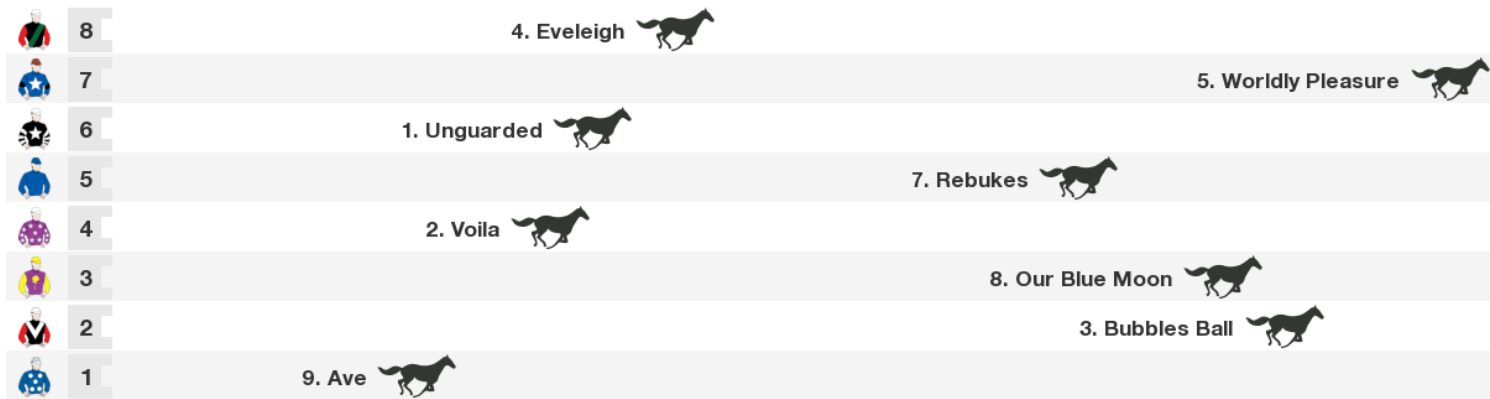 8 4. Eveleigh
7 5. Worldly Pleasure
6 1. Unguarded
5 7. Rebukes
4 2. Voila
3 8. Our Blue Moon
2 3. Bubbles Ball
1 9. Ave